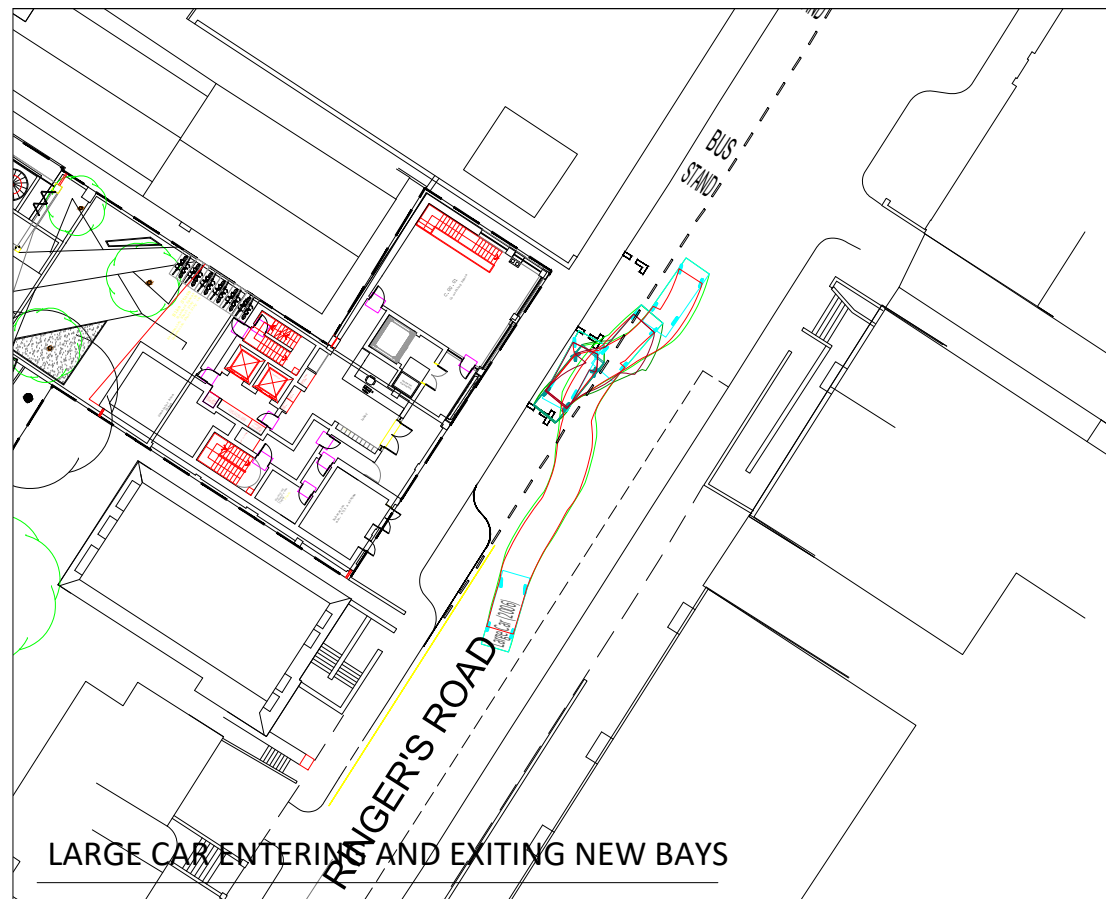 BUS
STAND
Large Car (2006)
RINGER'S ROAD
LARGE CAR ENTERING AND EXITING NEW BAYS